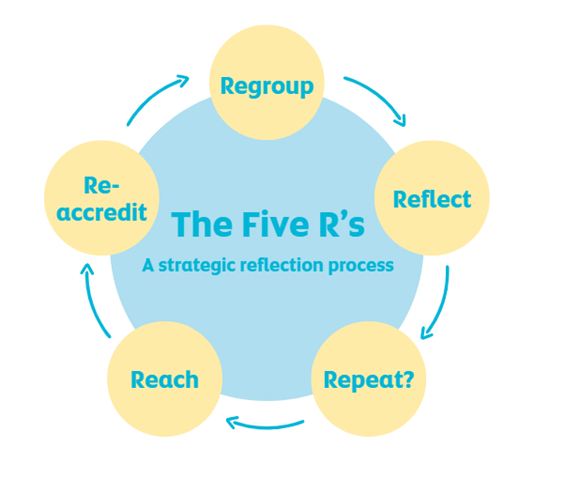 Regroup
Re-
accredit
Reflect
The Five R's
A strategic reflection process
Reach
Repeat?